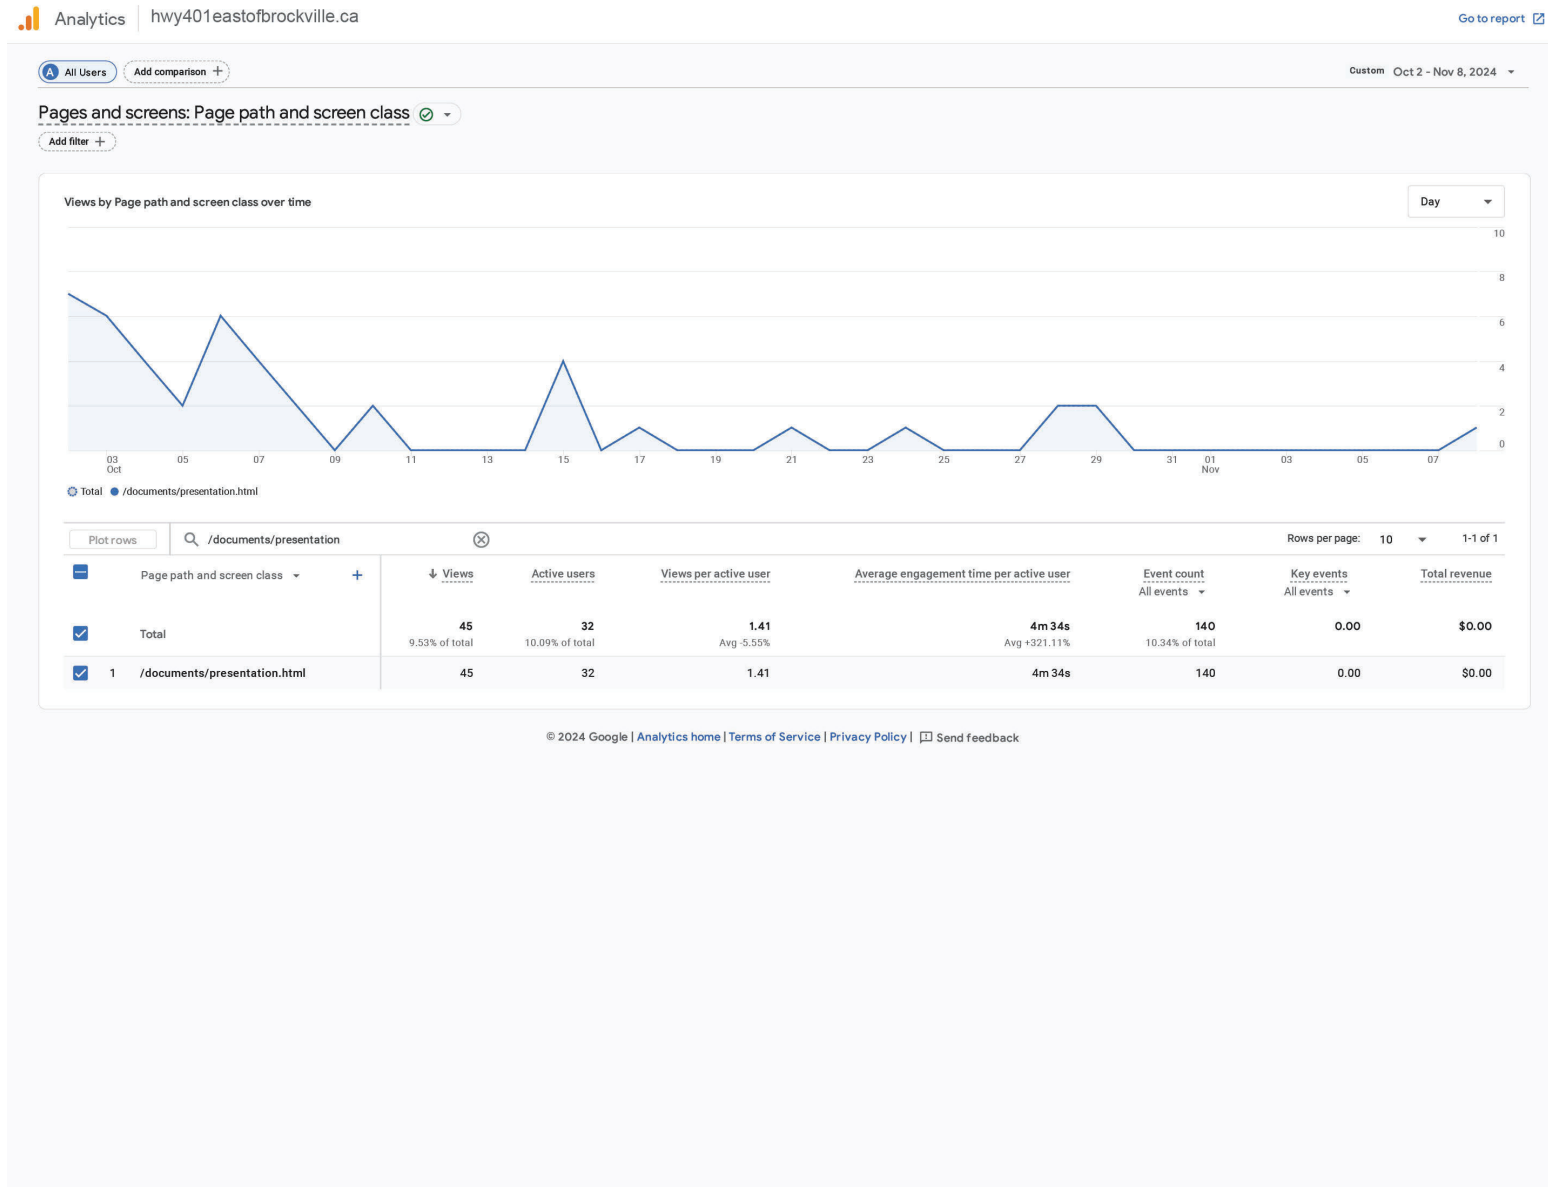 Analytics hwy401eastofbrockville.ca Go to report
A All Users Add comparison + Custom Oct 2 - Nov 8, 2024
Pages and screens: Page path and screen class
Add filter +
Views by Page path and screen class over time Day
10
8
6
4
2
0
03 05 07 09 11 13 15 17 19 21 23 25 27 29 31 01 03 05 07
Oct Nov
Total /documents/presentation.html
Plot rows /documents/presentation Rows per page: 10 1-1 of 1
Page path and screen class + Views Active users Views per active user Average engagement time per active user Event count Key events Total revenue
All events All events
Total 45 32 1.41 4m 34s 140 0.00 $0.00
9.53% of total 10.09% of total Avg -5.55% Avg +321.11% 10.34% of total
1 /documents/presentation.html 45 32 1.41 4m 34s 140 0.00 $0.00
© 2024 Google | Analytics home | Terms of Service | Privacy Policy | Send feedback